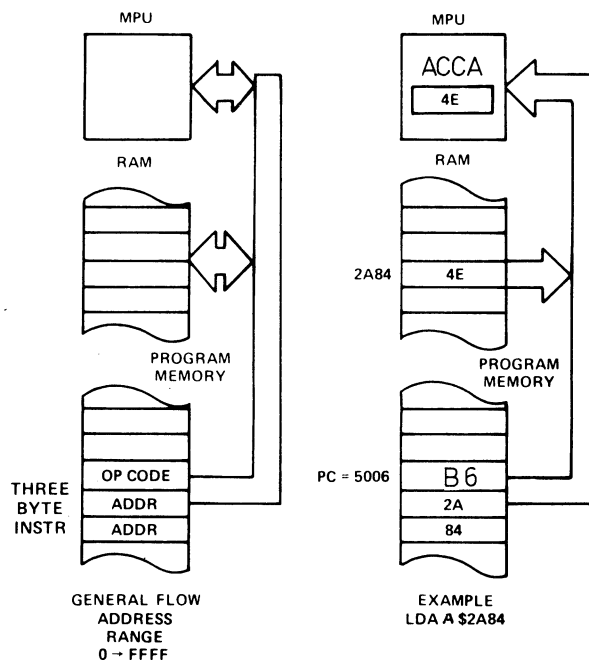 MPU
RAM
PROGRAM
MEMORY
THREE
BYTE
INSTR
OP CODE
ADDR
ADDR
GENERAL FLOW
ADDRESS
RANGE
0 → FFFF
MPU
ACCA
4E
RAM
2A84
4E
PROGRAM
MEMORY
PC = 5006
B6
2A
84
EXAMPLE
LDA A $2A84